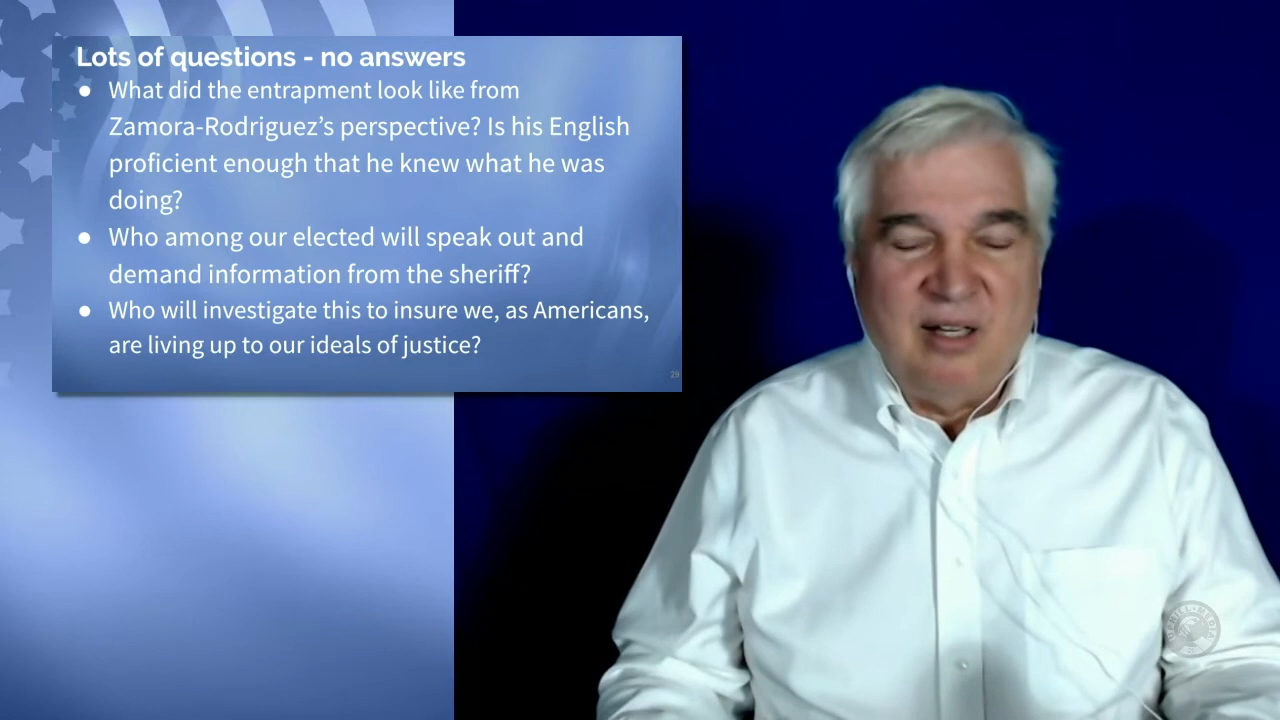 Lots of questions - no answers
● What did the entrapment look like from
Zamora-Rodriguez’s perspective? Is his English
proficient enough that he knew what he was
doing?
● Who among our elected will speak out and
demand information from the sheriff?
● Who will investigate this to insure we, as Americans,
are living up to our ideals of justice?
29